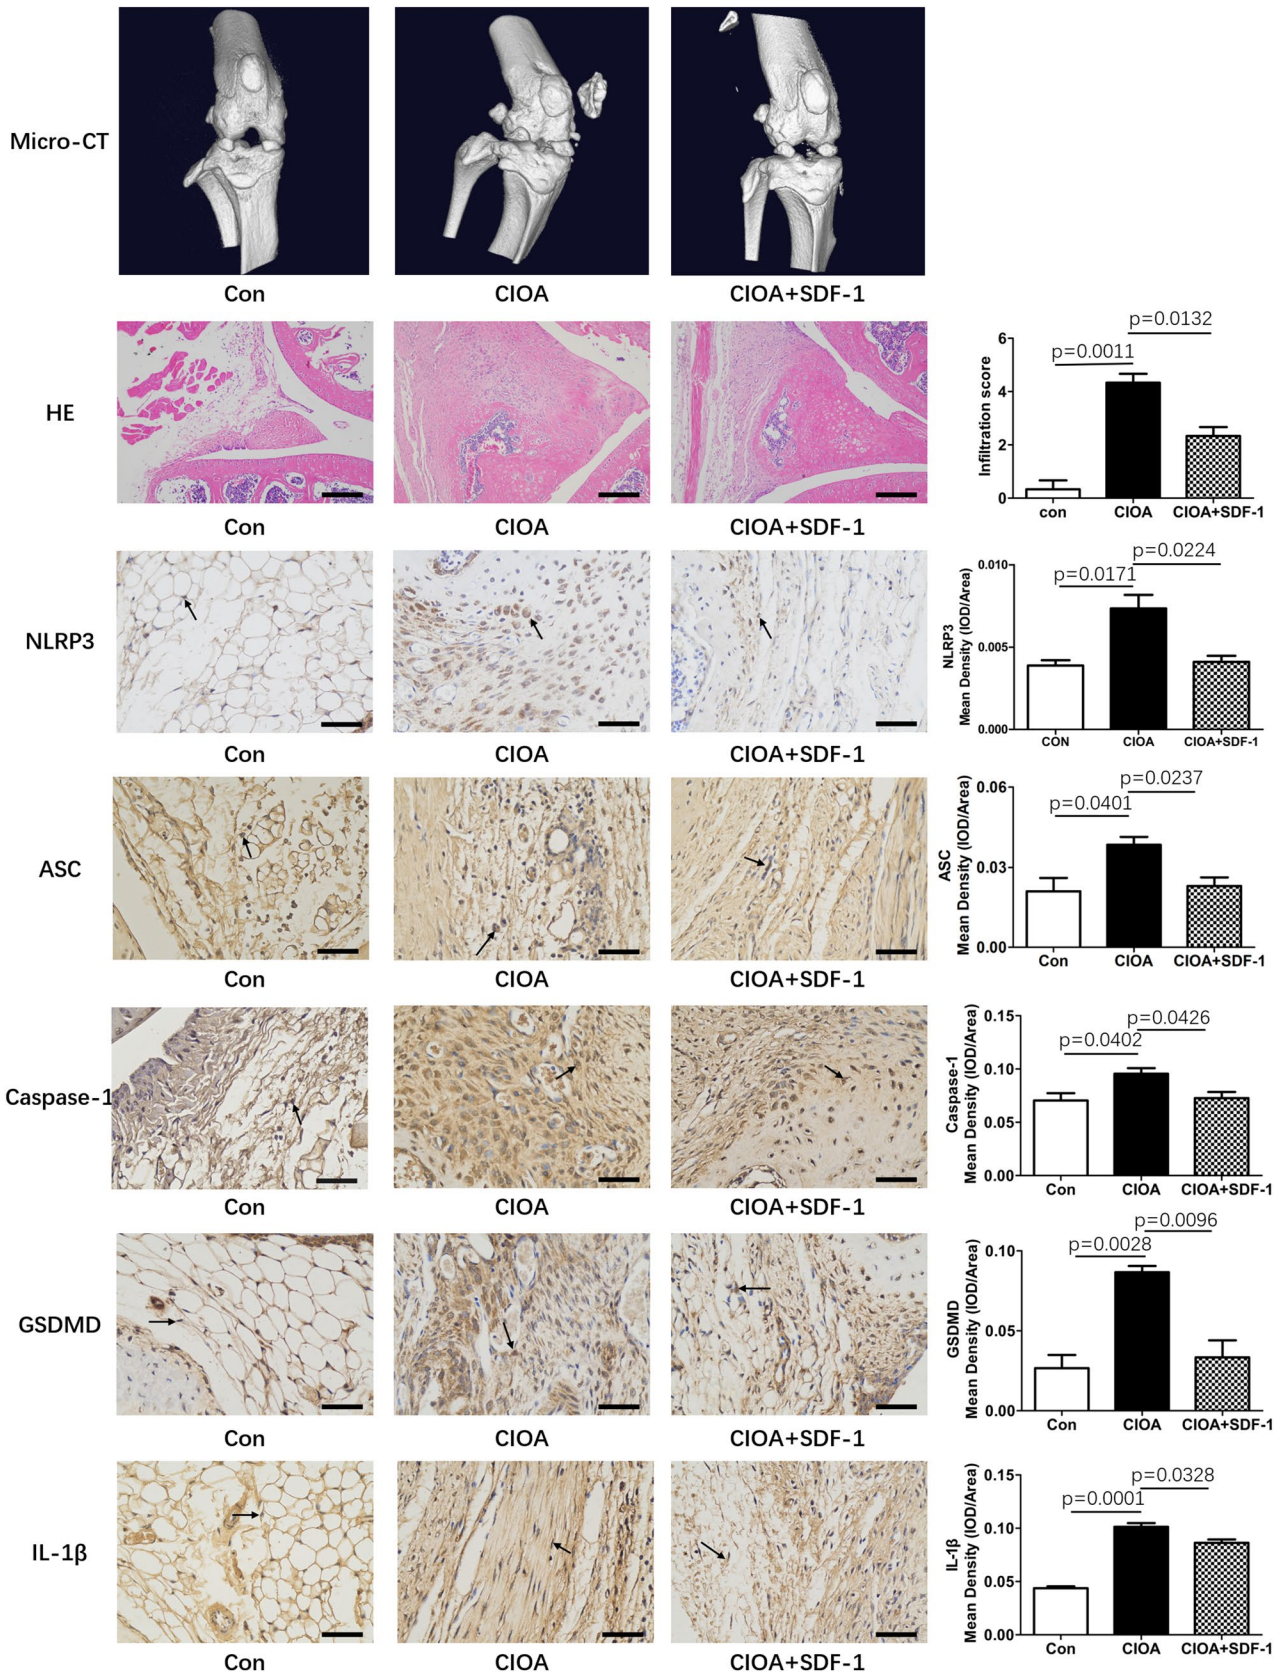 Micro-CT
Con CIOA CIOA+SDF-1
HE
Con CIOA CIOA+SDF-1
Infiltration score
6
4
2
0
p=0.0011
p=0.0132
con CIOA CIOA+SDF-1
NLRP3
Con CIOA CIOA+SDF-1
NLRP3
Mean Density (IOD/Area)
0.010
0.005
0.000
p=0.0171
p=0.0224
CON CIOA CIOA+SDF-1
ASC
Con CIOA CIOA+SDF-1
ASC
Mean Density (IOD/Area)
0.06
0.03
0.00
p=0.0401
p=0.0237
Con CIOA CIOA+SDF-1
Caspase-1
Con CIOA CIOA+SDF-1
Caspase-1
Mean Density (IOD/Area)
0.15
0.10
0.05
0.00
p=0.0402
p=0.0426
Con CIOA CIOA+SDF-1
GSDMD
Con CIOA CIOA+SDF-1
GSDMD
Mean Density (IOD/Area)
0.10
0.05
0.00
p=0.0028
p=0.0096
Con CIOA CIOA+SDF-1
IL-1β
Con CIOA CIOA+SDF-1
IL-1β
Mean Density (IOD/Area)
0.15
0.10
0.05
0.00
p=0.0001
p=0.0328
Con CIOA CIOA+SDF-1